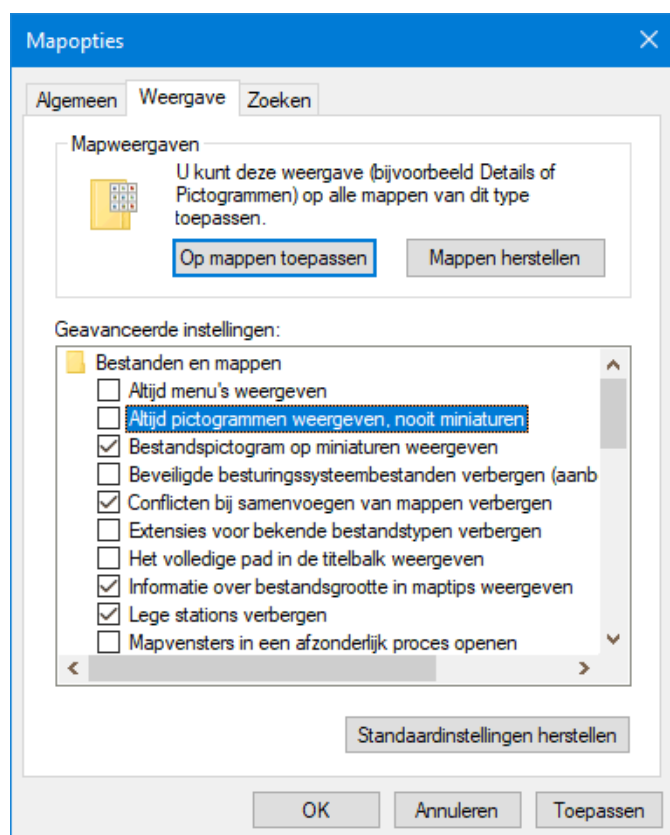 Mapopties
Algemeen Weergave Zoeken
Mapweergaven
U kunt deze weergave (bijvoorbeeld Details of
Pictogrammen) op alle mappen van dit type
toepassen.
Op mappen toepassen Mappen herstellen
Geavanceerde instellingen:
Bestanden en mappen
Altijd menu's weergeven
Altijd pictogrammen weergeven, nooit miniaturen
Bestandspictogram op miniaturen weergeven
Beveiligde besturingssysteembestanden verbergen (aanb
Conflicten bij samenvoegen van mappen verbergen
Extensies voor bekende bestandstypen verbergen
Het volledige pad in de titelbalk weergeven
Informatie over bestandsgrootte in maptips weergeven
Lege stations verbergen
Mapvensters in een afzonderlijk proces openen
Standaardinstellingen herstellen
OK Annuleren Toepassen